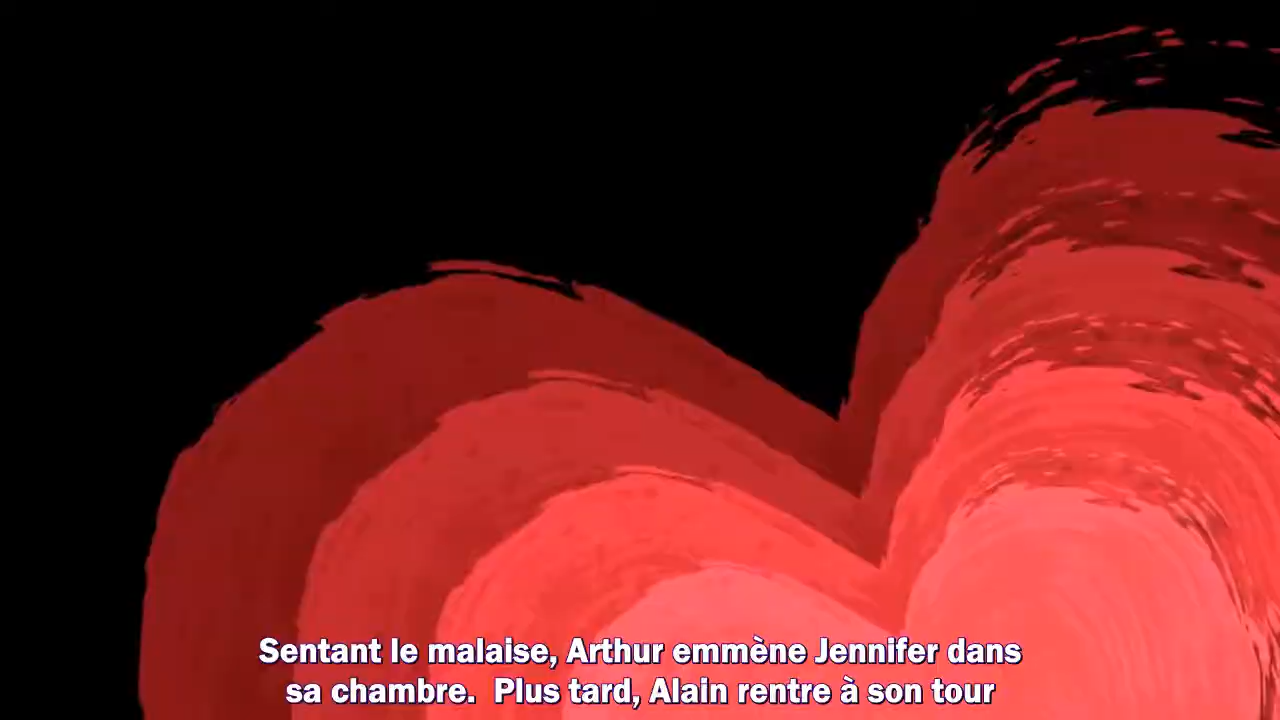 Sentant le malaise, Arthur emmène Jennifer dans
sa chambre.  Plus tard, Alain rentre à son tour